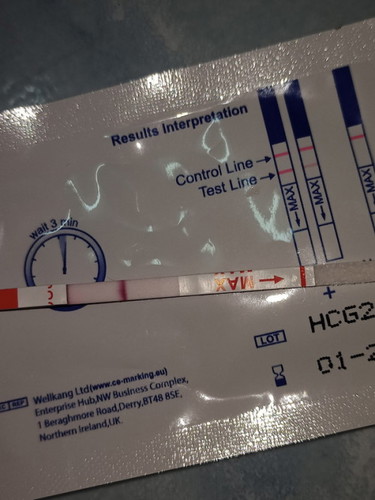 Results Interpretation
Control Line
Test Line
MAX
MAX
wait 3 min
MAX
+
LOT
HCG2
01-2
Wellkang Ltd(www.ce-marking.eu)
Enterprise Hub,NW Business Complex,
1 Beraghmore Road,Derry,BT48 8SE,
Northern Ireland,UK.